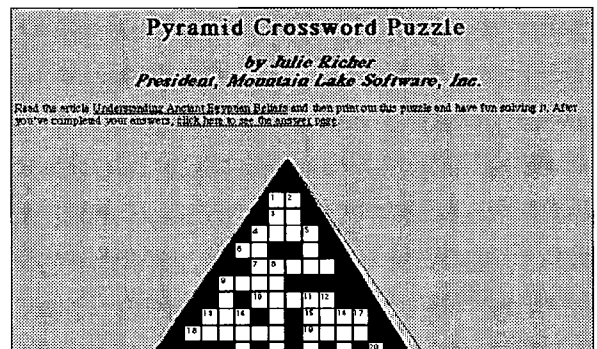 Pyramid Crossword Puzzle
by Julie Richer
President, Mountain Lake Software, Inc.
Read the article Understanding Ancient Egyptian Beliefs and then print out this puzzle and have fun solving it. After
you've completed your answers, click here to see the answer page.
1 2
3
4 5
6
7 8
9
10 11 12
13 14 15 16 17
18 19
20